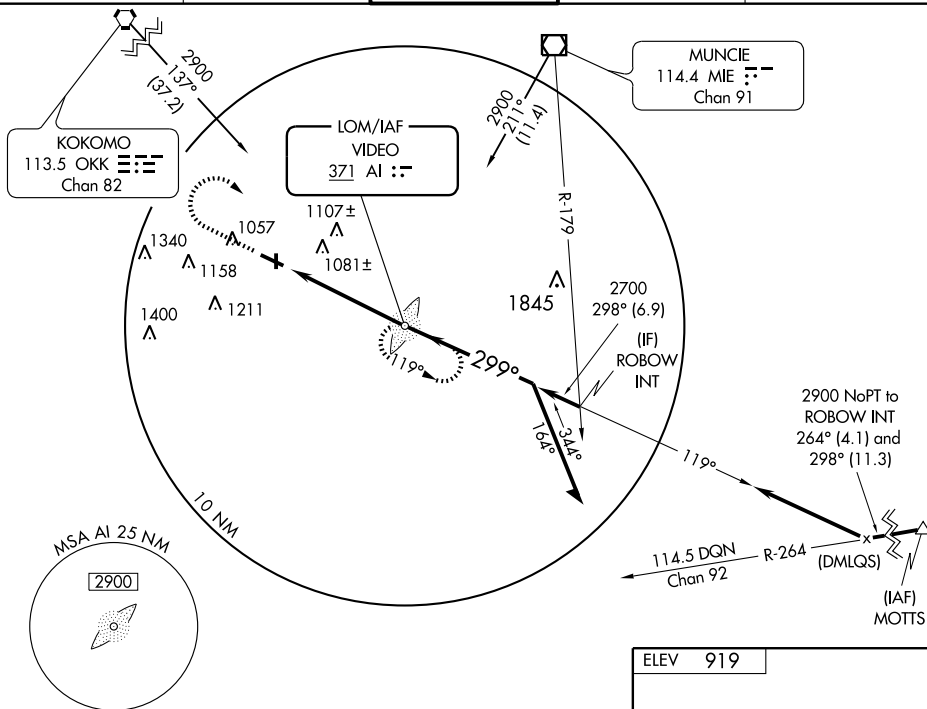 2900
137°
(37.2)
KOKOMO
113.5 OKK
Chan 82
LOM/IAF
VIDEO
371 AI
2900
211°
(11.4)
MUNCIE
114.4 MIE
Chan 91
R-179
1340
1057
1158
1211
1400
1107±
1081±
1845
2700
298° (6.9)
(IF)
ROBOW
INT
119°
299°
164°
344°
119°
2900 NoPT to
ROBOW INT
264° (4.1) and
298° (11.3)
10 NM
114.5 DQN
R-264
Chan 92
(DMLQS)
(IAF)
MOTTS
MSA AI 25 NM
2900
ELEV 919